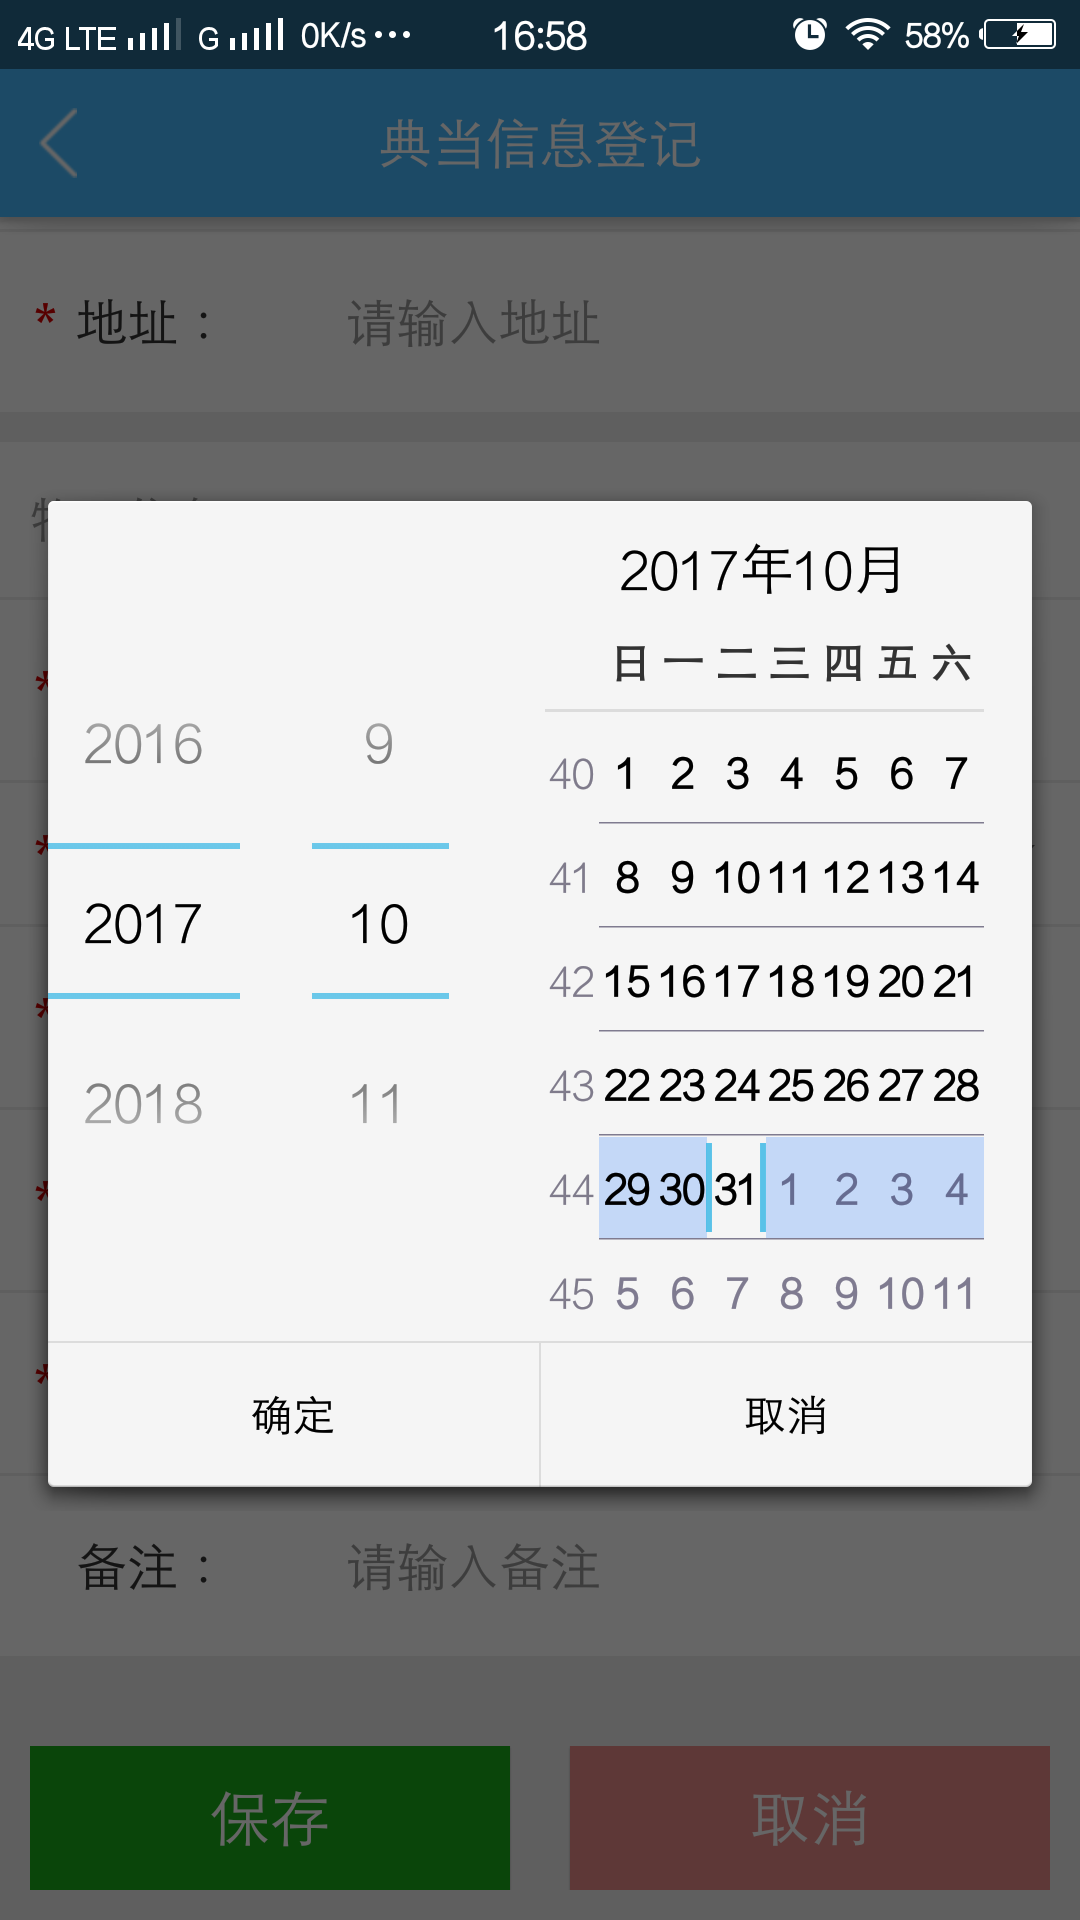 4G LTE G 0K/s 16:58 58%
典当信息登记
* 地址： 请输入地址
2017年10月
日 一 二 三 四 五 六
2016 9
40 1 2 3 4 5 6 7
2017 10
41 8 9 10 11 12 13 14
42 15 16 17 18 19 20 21
2018 11
43 22 23 24 25 26 27 28
44 29 30 31 1 2 3 4
45 5 6 7 8 9 10 11
确定 取消
备注： 请输入备注
保存 取消